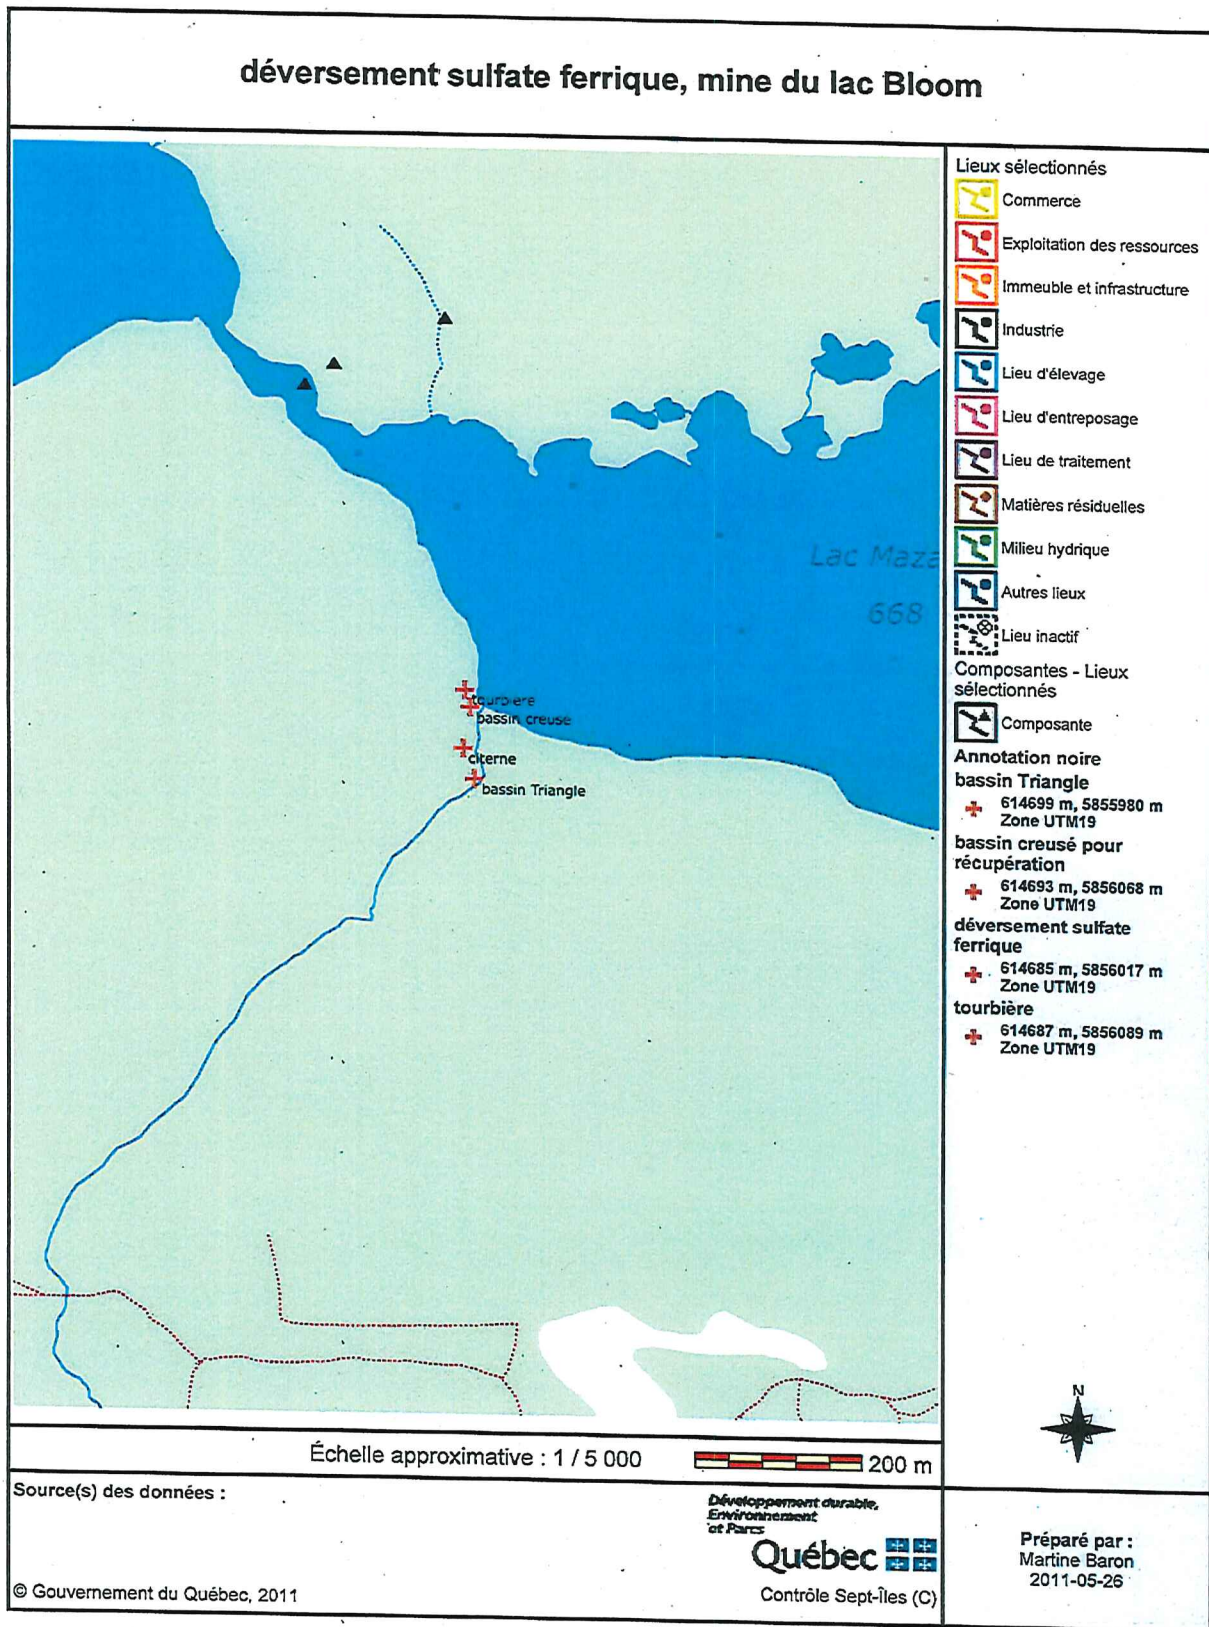 déversement sulfate ferrique, mine du lac Bloom
Lac Maza
668
tourbiere
bassin creuse
citerne
bassin Triangle
Lieux sélectionnés
Commerce
Exploitation des ressources
Immeuble et infrastructure
Industrie
Lieu d'élevage
Lieu d'entreposage
Lieu de traitement
Matières résiduelles
Milieu hydrique
Autres lieux
Lieu inactif
Composantes - Lieux
sélectionnés
Composante
Annotation noire
bassin Triangle
614699 m, 5855980 m
Zone UTM19
bassin creusé pour
récupération
614693 m, 5856068 m
Zone UTM19
déversement sulfate
ferrique
614685 m, 5856017 m
Zone UTM19
tourbière
614687 m, 5856089 m
Zone UTM19
N
Échelle approximative : 1 / 5 000
200 m
Source(s) des données :
© Gouvernement du Québec, 2011
Développement durable,
Environnement
et Parcs
Québec
Contrôle Sept-Îles (C)
Préparé par :
Martine Baron
2011-05-26